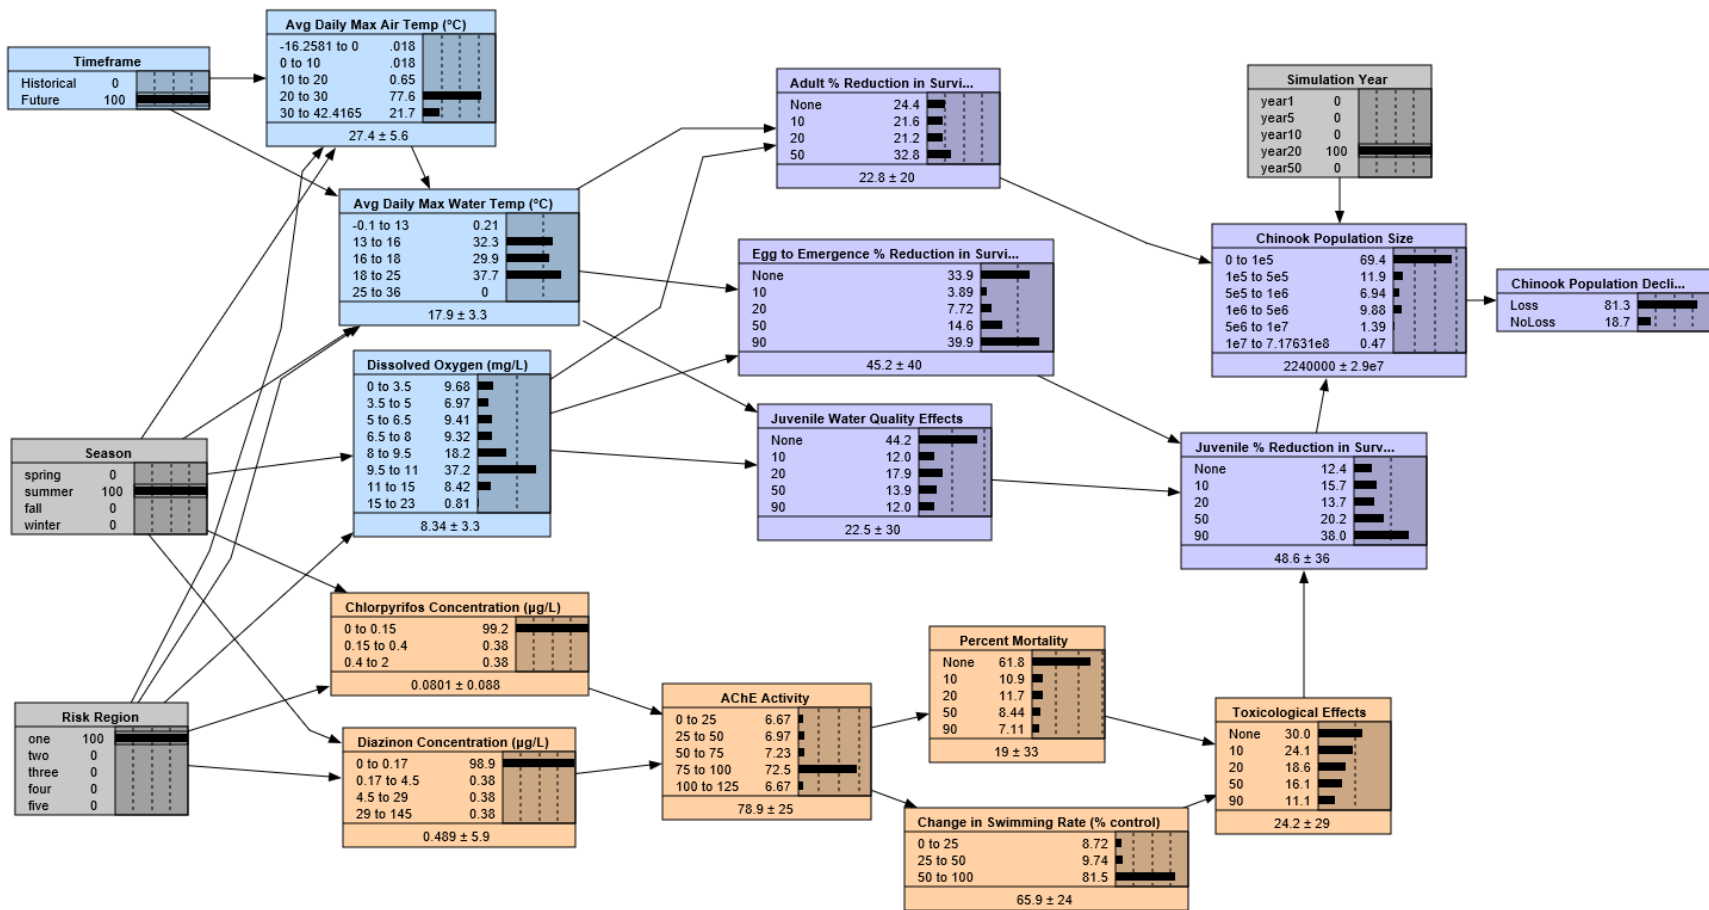 Timeframe
Historical 0
Future 100
Avg Daily Max Air Temp (°C)
-16.2581 to 0 .018
0 to 10 .018
10 to 20 0.65
20 to 30 77.6
30 to 42.4165 21.7
27.4 ± 5.6
Avg Daily Max Water Temp (°C)
-0.1 to 13 0.21
13 to 16 32.3
16 to 18 29.9
18 to 25 37.7
25 to 36 0
17.9 ± 3.3
Dissolved Oxygen (mg/L)
0 to 3.5 9.68
3.5 to 5 6.97
5 to 6.5 9.41
6.5 to 8 9.32
8 to 9.5 18.2
9.5 to 11 37.2
11 to 15 8.42
15 to 23 0.81
8.34 ± 3.3
Season
spring 0
summer 100
fall 0
winter 0
Risk Region
one 100
two 0
three 0
four 0
five 0
Chlorpyrifos Concentration (µg/L)
0 to 0.15 99.2
0.15 to 0.4 0.38
0.4 to 2 0.38
0.0801 ± 0.088
Diazinon Concentration (µg/L)
0 to 0.17 98.9
0.17 to 4.5 0.38
4.5 to 29 0.38
29 to 145 0.38
0.489 ± 5.9
Adult % Reduction in Survi...
None 24.4
10 21.6
20 21.2
50 32.8
22.8 ± 20
Egg to Emergence % Reduction in Survi...
None 33.9
10 3.89
20 7.72
50 14.6
90 39.9
45.2 ± 40
Juvenile Water Quality Effects
None 44.2
10 12.0
20 17.9
50 13.9
90 12.0
22.5 ± 30
AChE Activity
0 to 25 6.67
25 to 50 6.97
50 to 75 7.23
75 to 100 72.5
100 to 125 6.67
78.9 ± 25
Percent Mortality
None 61.8
10 10.9
20 11.7
50 8.44
90 7.11
19 ± 33
Change in Swimming Rate (% control)
0 to 25 8.72
25 to 50 9.74
50 to 100 81.5
65.9 ± 24
Simulation Year
year1 0
year5 0
year10 0
year20 100
year50 0
Chinook Population Size
0 to 1e5 69.4
1e5 to 5e5 11.9
5e5 to 1e6 6.94
1e6 to 5e6 9.88
5e6 to 1e7 1.39
1e7 to 7.17631e8 0.47
2240000 ± 2.9e7
Chinook Population Decli...
Loss 81.3
NoLoss 18.7
Juvenile % Reduction in Surv...
None 12.4
10 15.7
20 13.7
50 20.2
90 38.0
48.6 ± 36
Toxicological Effects
None 30.0
10 24.1
20 18.6
50 16.1
90 11.1
24.2 ± 29